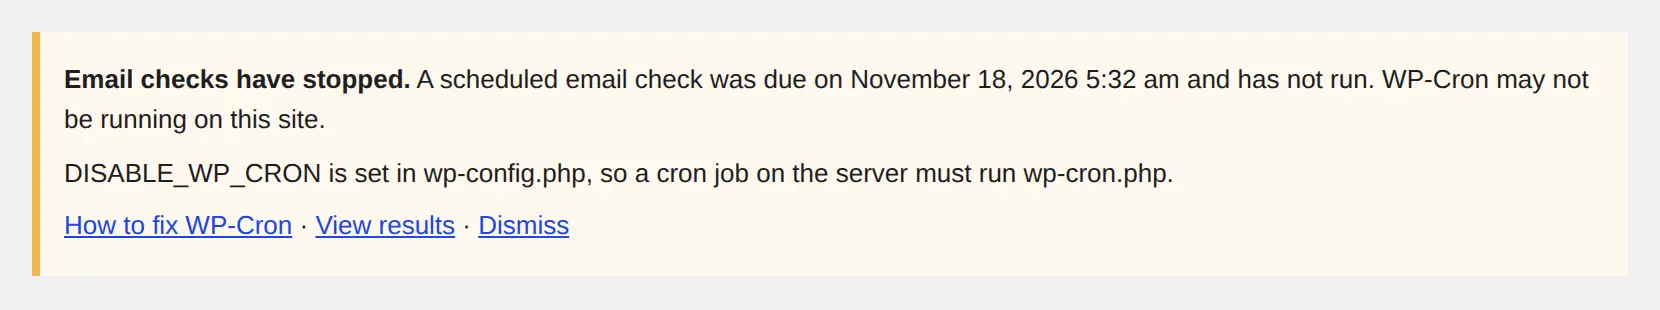 Email checks have stopped. A scheduled email check was due on November 18, 2026 5:32 am and has not run. WP-Cron may not
be running on this site.
DISABLE_WP_CRON is set in wp-config.php, so a cron job on the server must run wp-cron.php.
How to fix WP-Cron · View results · Dismiss